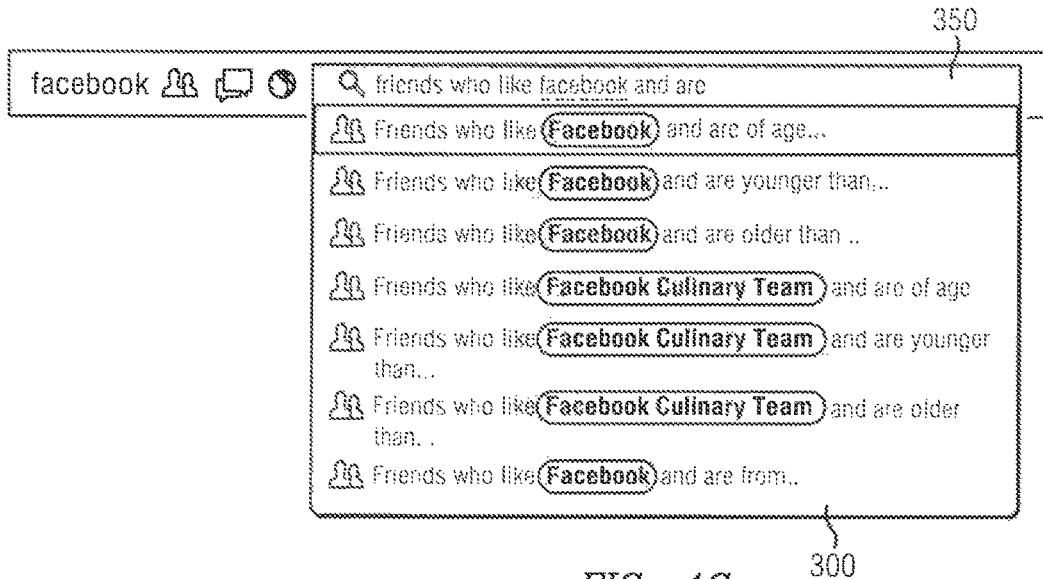 350
facebook
friends who like facebook and are
Friends who like Facebook and are of age...
Friends who like Facebook and are younger than...
Friends who like Facebook and are older than ..
Friends who like Facebook Culinary Team and are of age
Friends who like Facebook Culinary Team and are younger
than...
Friends who like Facebook Culinary Team and are older
than. .
Friends who like Facebook and are from..
300